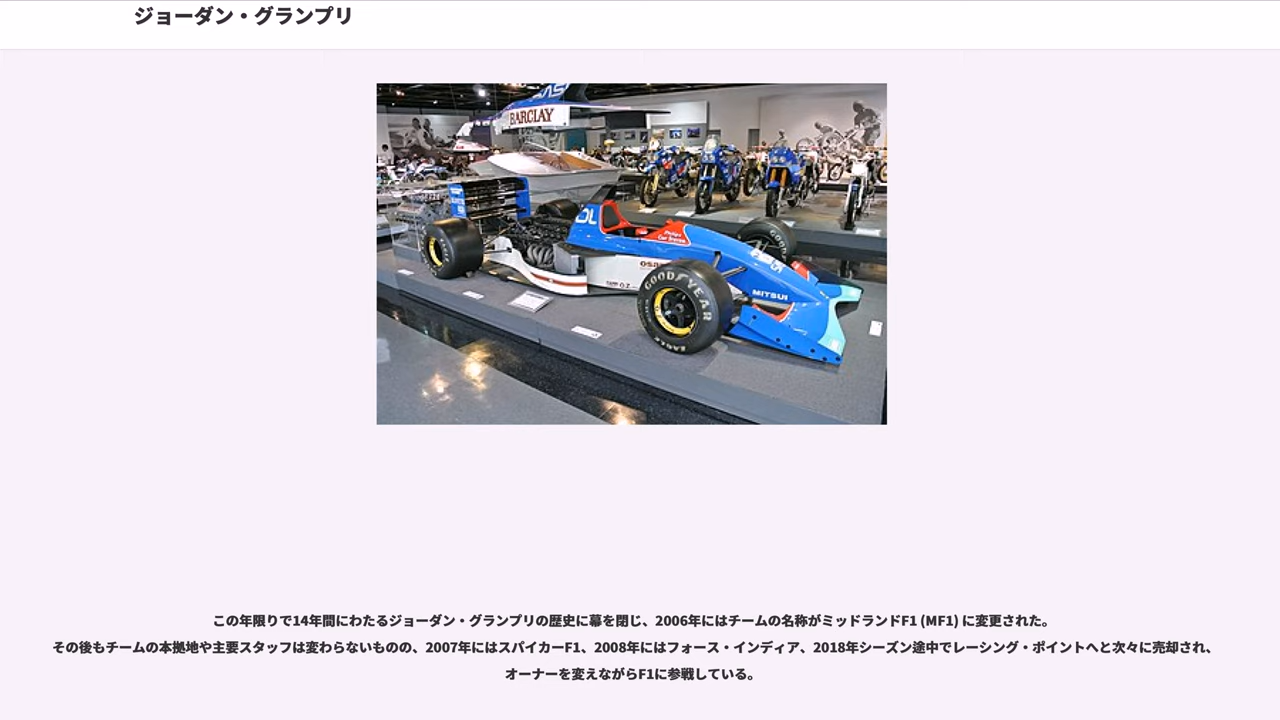 ジョーダン・グランプリ
BARCLAY
GOODYEAR
EAGLE
MITSUI
この年限りで14年間にわたるジョーダン・グランプリの歴史に幕を閉じ、2006年にはチームの名称がミッドランドF1 (MF1) に変更された。
その後もチームの本拠地や主要スタッフは変わらないものの、2007年にはスパイカーF1、2008年にはフォース・インディア、2018年シーズン途中でレーシング・ポイントへと次々に売却され、
オーナーを変えながらF1に参戦している。